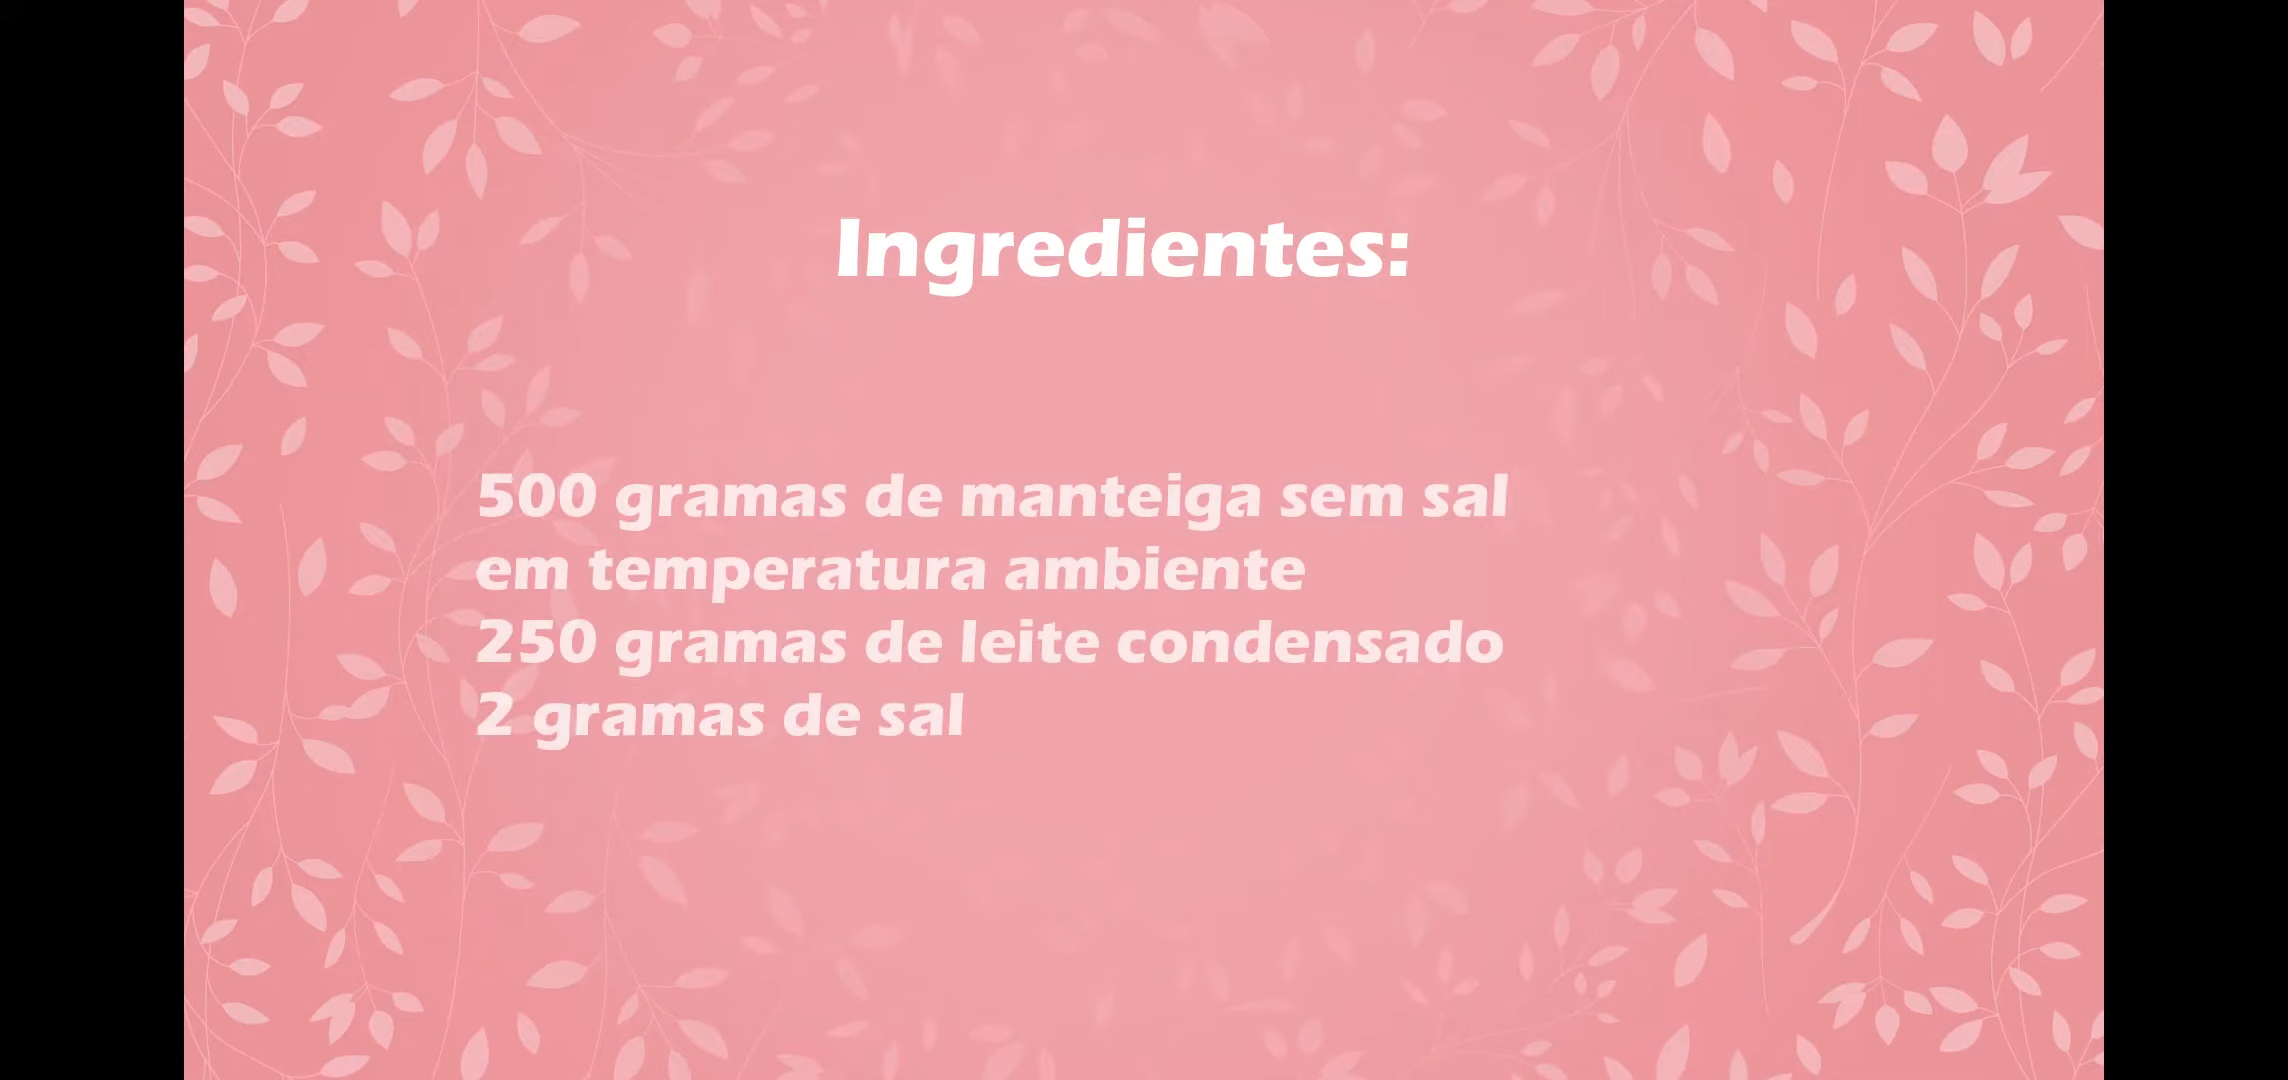 Ingredientes:
500 gramas de manteiga sem sal
em temperatura ambiente
250 gramas de leite condensado
2 gramas de sal